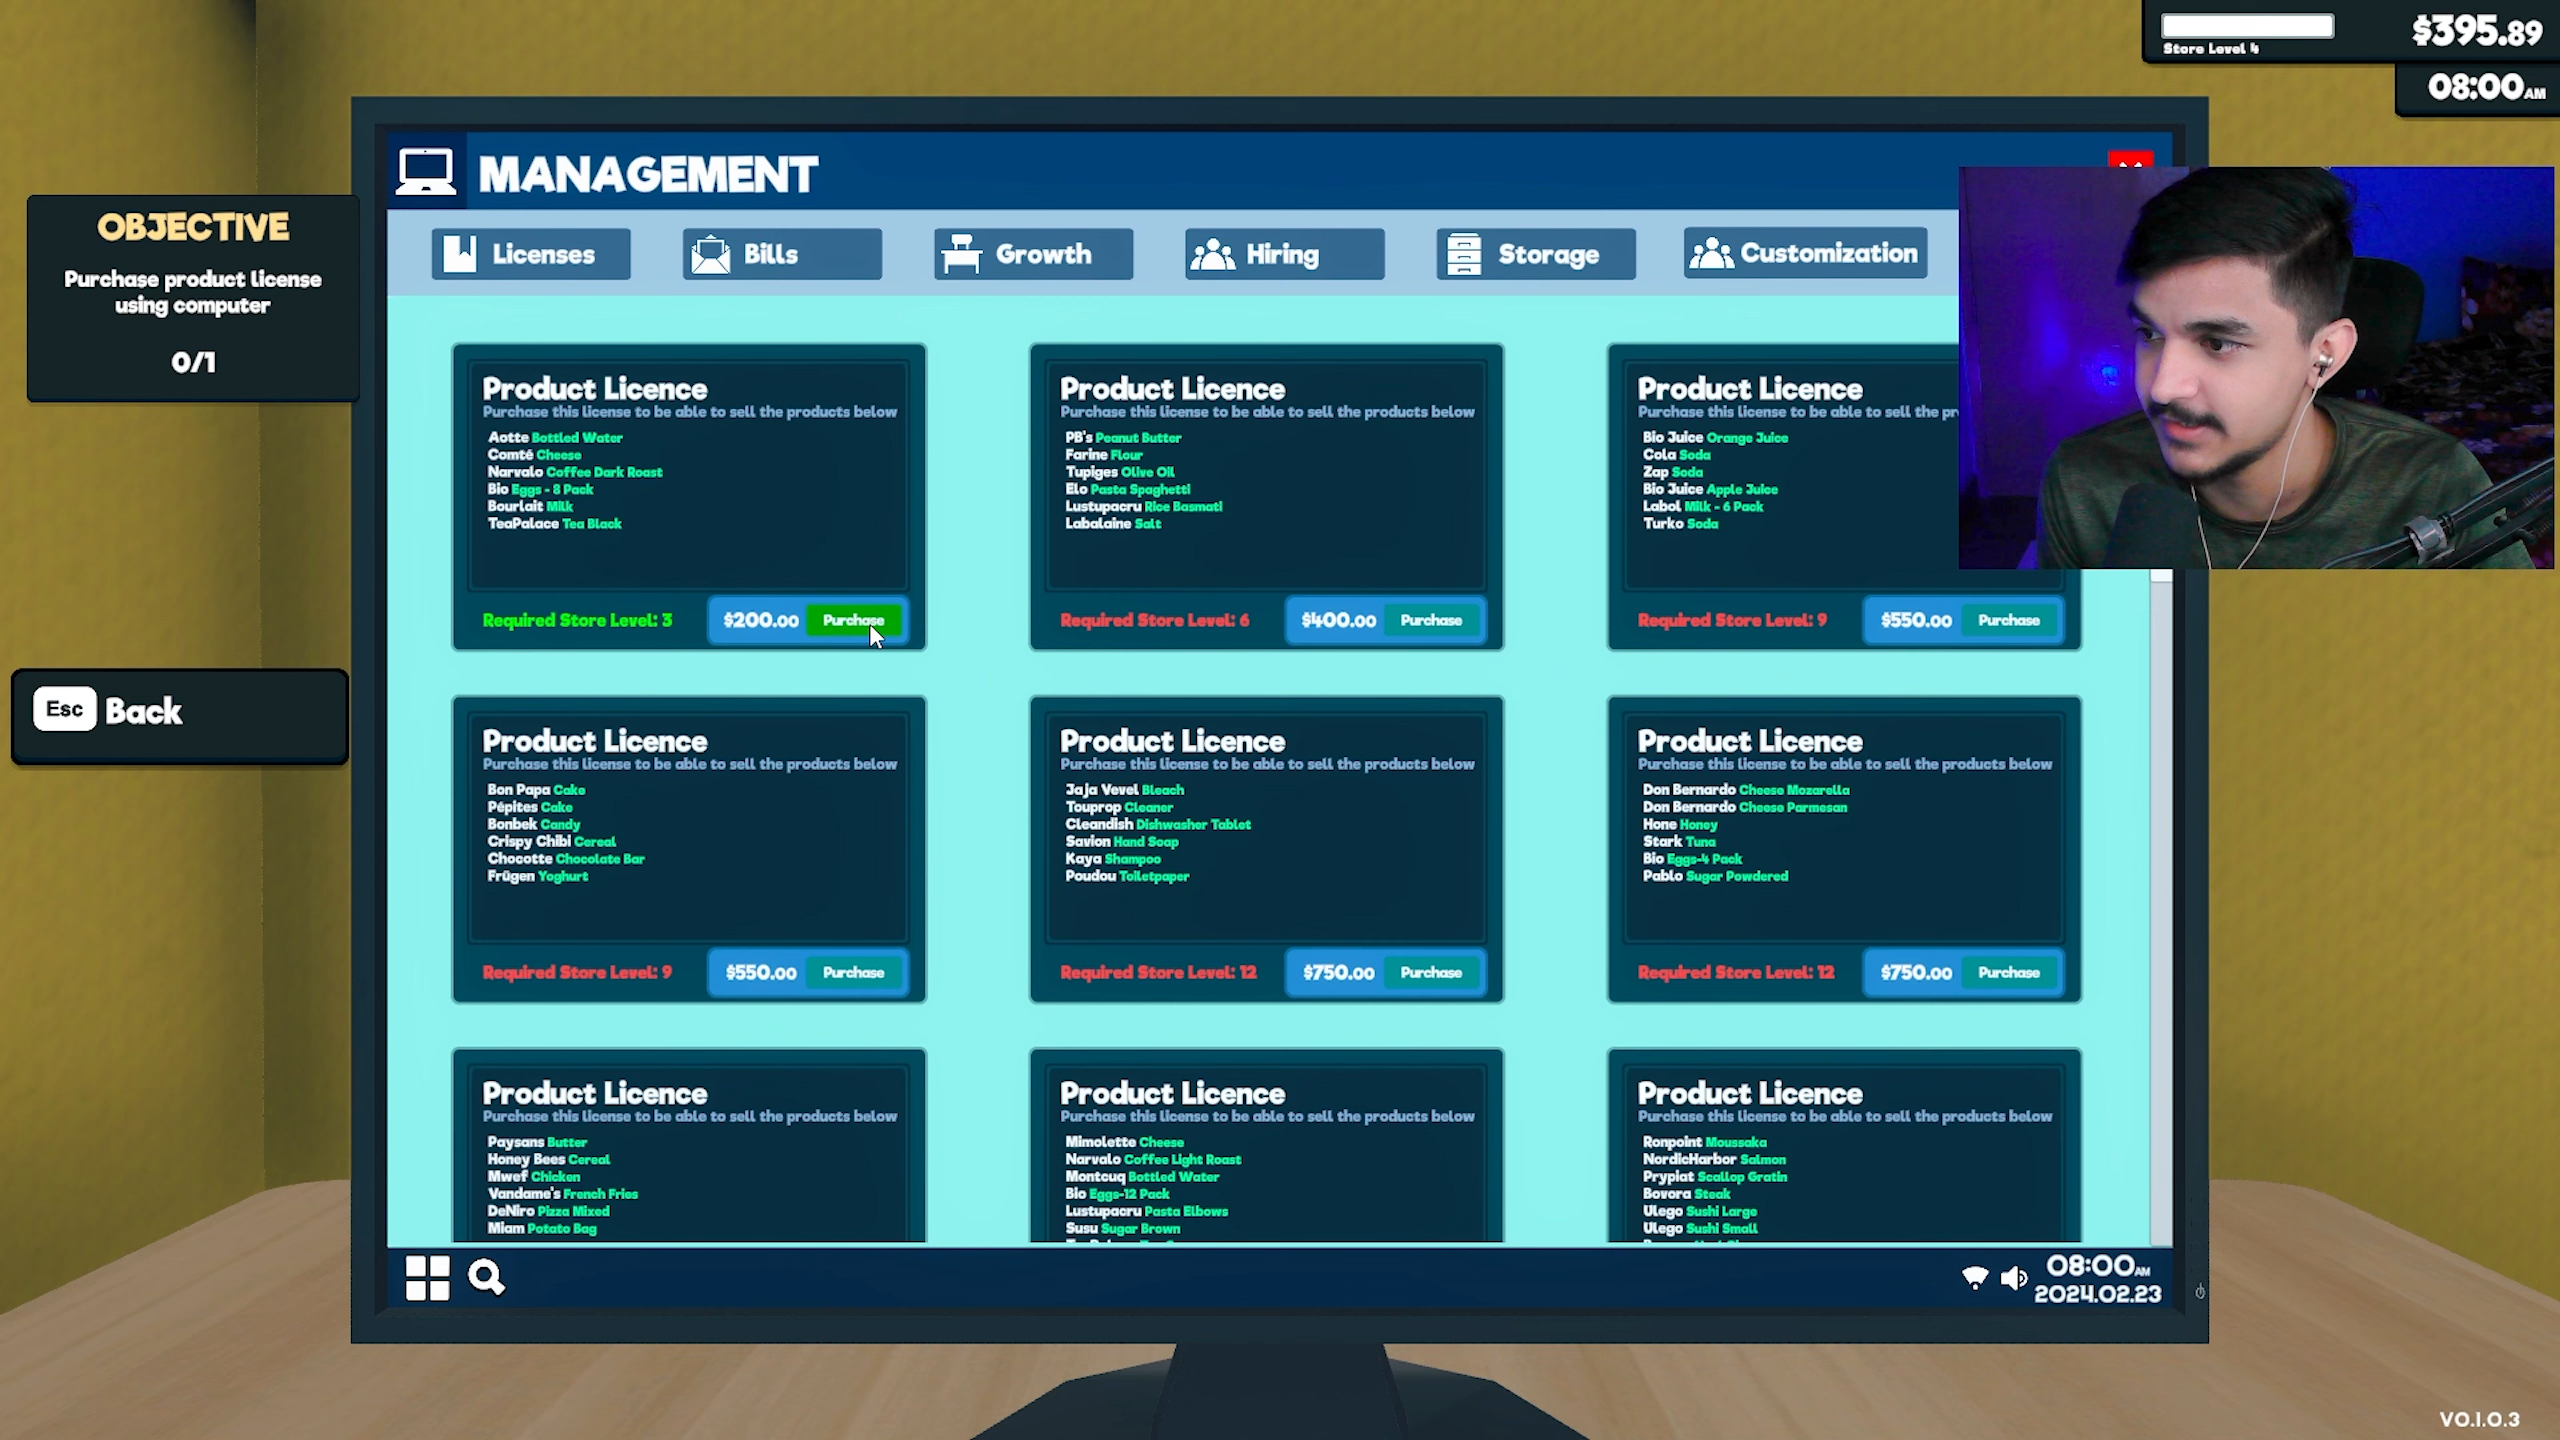 $395.89
Store Level 4
08:00AM
MANAGEMENT
OBJECTIVE
Purchase product license
using computer
0/1
Licenses
Bills
Growth
Hiring
Storage
Customization
Product Licence
Purchase this license to be able to sell the products below
Aotte Bottled Water
Comté Cheese
Narvalo Coffee Dark Roast
Bio Eggs - 8 Pack
Bourlait Milk
TeaPalace Tea Black
Required Store Level: 3
$200.00
Purchase
Product Licence
Purchase this license to be able to sell the products below
PB's Peanut Butter
Farine Flour
Tupiges Olive Oil
Elo Pasta Spaghetti
Lustupacru Rice Basmati
Labalaine Salt
Required Store Level: 6
$400.00
Purchase
Product Licence
Purchase this license to be able to sell the
Bio Juice Orange Juice
Cola Soda
Zap Soda
Bio Juice Apple Juice
Labol Milk - 6 Pack
Turko Soda
Required Store Level: 9
$550.00
Purchase
Esc Back
Product Licence
Purchase this license to be able to sell the products below
Bon Papa Cake
Pépites Cake
Bonbek Candy
Crispy Chibi Cereal
Chocotte Chocolate Bar
Frügen Yoghurt
Required Store Level: 9
$550.00
Purchase
Product Licence
Purchase this license to be able to sell the products below
Jaja Vevel Bleach
Touprop Cleaner
Cleandish Dishwasher Tablet
Savion Hand Soap
Kaya Shampoo
Poudou Toiletpaper
Required Store Level: 12
$750.00
Purchase
Product Licence
Purchase this license to be able to sell the products below
Don Bernardo Cheese Mozarella
Don Bernardo Cheese Parmesan
Hone Honey
Stark Tuna
Bio Eggs-4 Pack
Pablo Sugar Powdered
Required Store Level: 12
$750.00
Purchase
Product Licence
Purchase this license to be able to sell the products below
Paysans Butter
Honey Bees Cereal
Mwef Chicken
Vandame's French Fries
DeNiro Pizza Mixed
Miam Potato Bag
Product Licence
Purchase this license to be able to sell the products below
Mimolette Cheese
Narvalo Coffee Light Roast
Montcuq Bottled Water
Bio Eggs-12 Pack
Lustupacru Pasta Elbows
Susu Sugar Brown
Product Licence
Purchase this license to be able to sell the products below
Ronpoint Moussaka
NordicHarbor Salmon
Prypiat Scallop Gratin
Bovora Steak
Ulego Sushi Large
Ulego Sushi Small
08:00AM
2024.02.23
V0.1.0.3